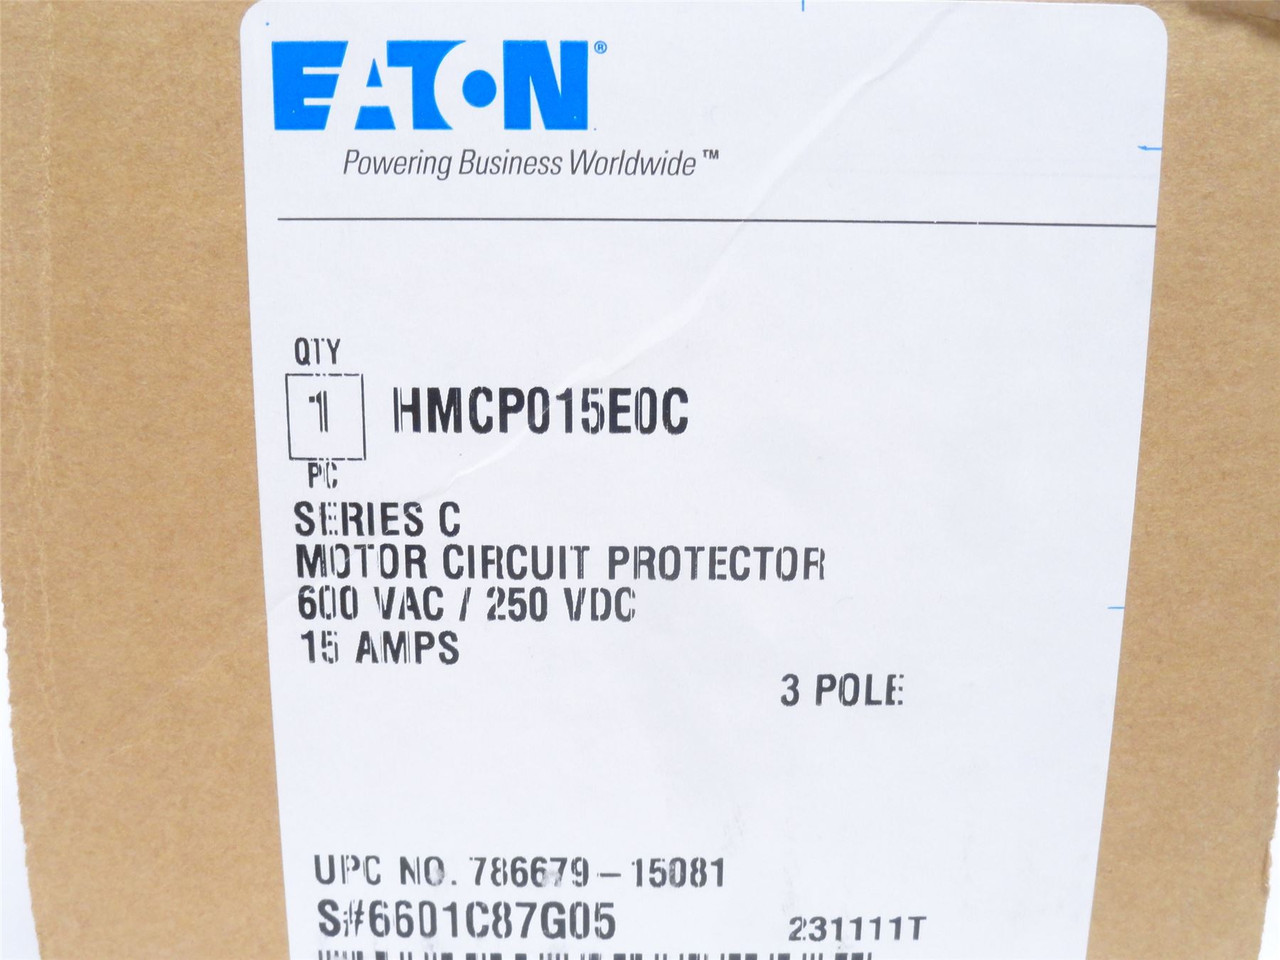 EATON®
Powering Business Worldwide™
QTY
1 HMCP015E0C
PC
SERIES C
MOTOR CIRCUIT PROTECTOR
600 VAC / 250 VDC
15 AMPS
3 POLE
UPC NO. 786679-15081
S#6601C87G05 231111T